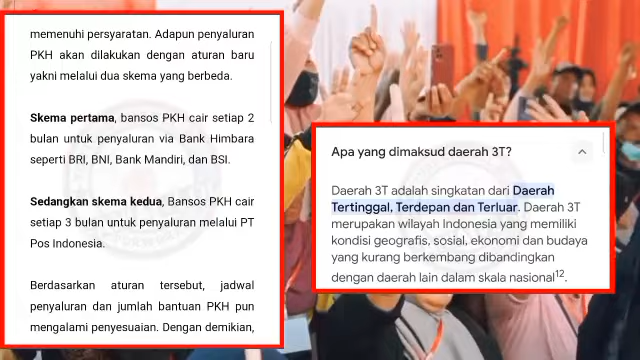 memenuhi persyaratan. Adapun penyaluran
PKH akan dilakukan dengan aturan baru
yakni melalui dua skema yang berbeda.
Skema pertama, bansos PKH cair setiap 2
bulan untuk penyaluran via Bank Himbara
seperti BRI, BNI, Bank Mandiri, dan BSI.
Sedangkan skema kedua, Bansos PKH cair
setiap 3 bulan untuk penyaluran melalui PT
Pos Indonesia.
Berdasarkan aturan tersebut, jadwal
penyaluran dan jumlah bantuan PKH pun
mengalami penyesuaian. Dengan demikian,
Apa yang dimaksud daerah 3T?
Daerah 3T adalah singkatan dari Daerah
Tertinggal, Terdepan dan Terluar. Daerah 3T
merupakan wilayah Indonesia yang memiliki
kondisi geografis, sosial, ekonomi dan budaya
yang kurang berkembang dibandingkan
dengan daerah lain dalam skala nasional12.